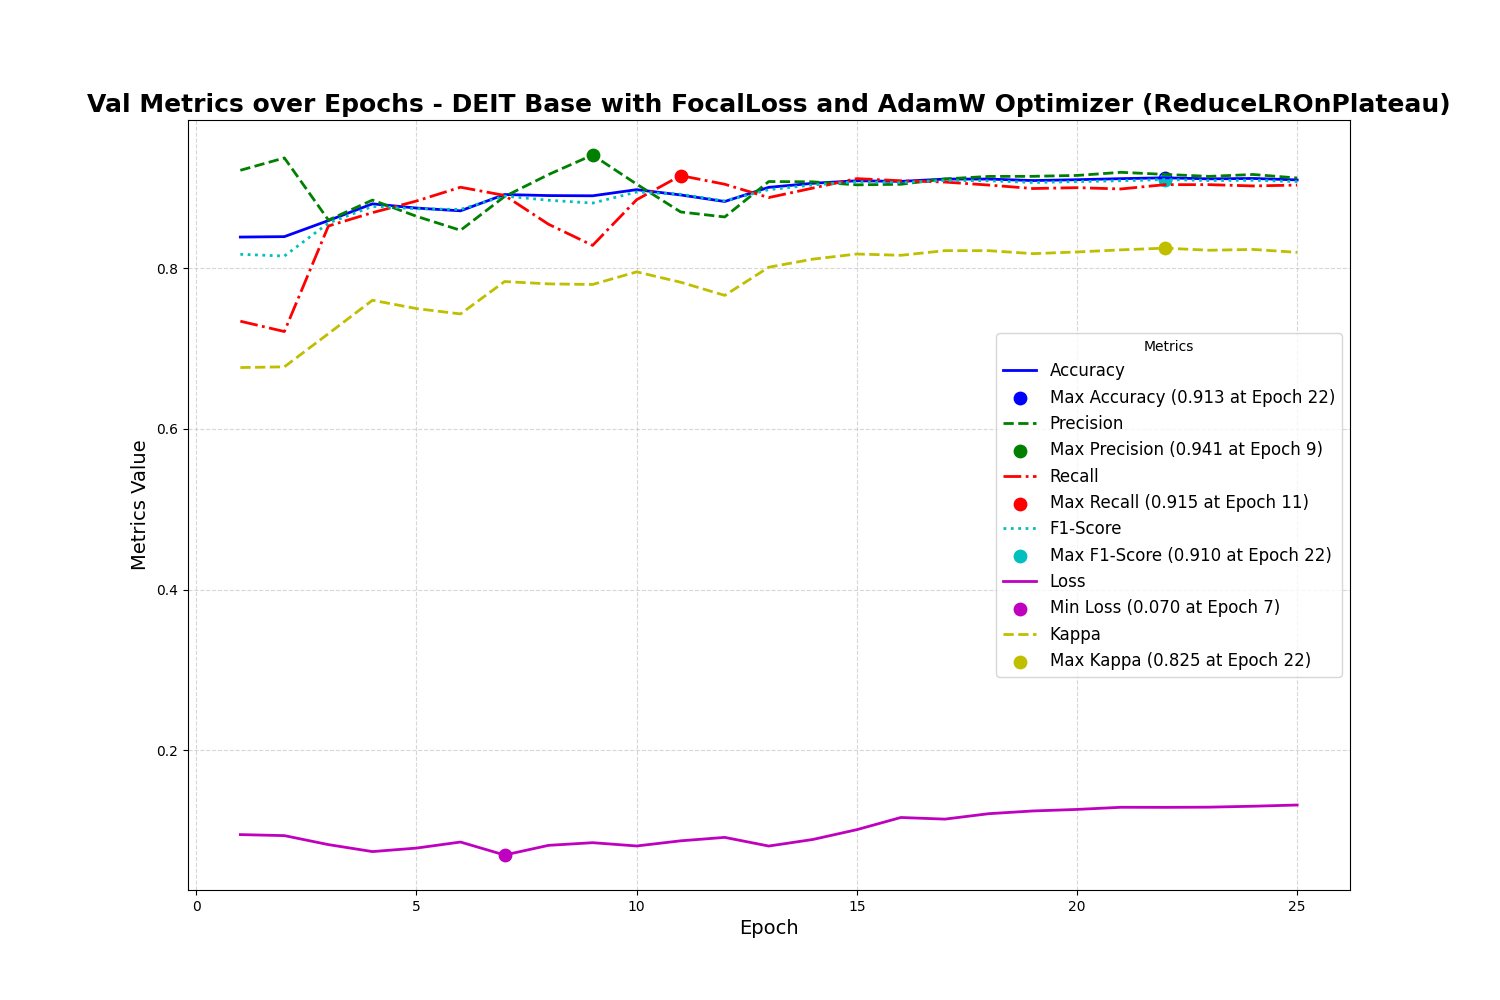 Val Metrics over Epochs - DEIT Base with FocalLoss and AdamW Optimizer (ReduceLROnPlateau)
Metrics Value
0.8
0.6
0.4
0.2
Metrics
Accuracy
Max Accuracy (0.913 at Epoch 22)
Precision
Max Precision (0.941 at Epoch 9)
Recall
Max Recall (0.915 at Epoch 11)
F1-Score
Max F1-Score (0.910 at Epoch 22)
Loss
Min Loss (0.070 at Epoch 7)
Kappa
Max Kappa (0.825 at Epoch 22)
0 5 10 15 20 25
Epoch